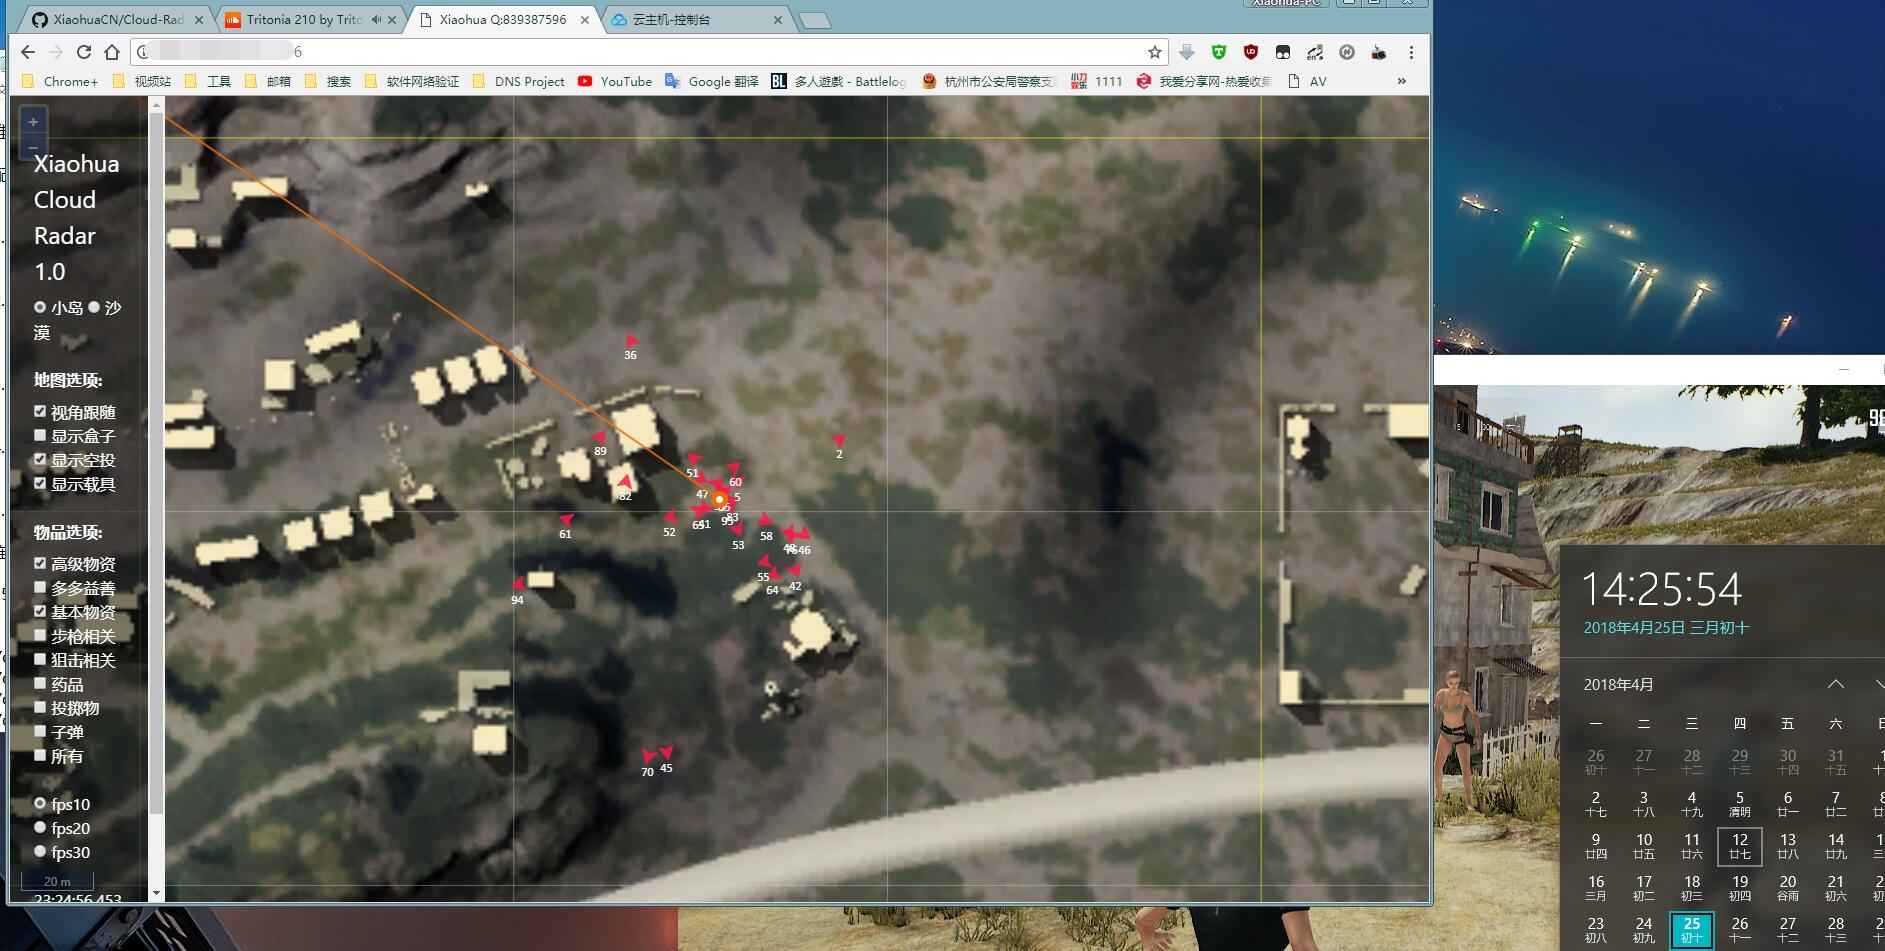 Xiaohua-PC
XiaohuaCN/Cloud-Rad
Tritonia 210 by Trito
Xiaohua Q:839387596
云主机-控制台
6
Chrome+
视频站
工具
邮箱
搜索
软件网络验证
DNS Project
YouTube
Google 翻译
BL
多人遊戲 - Battlelog
杭州市公安局警察支队
1111
我爱分享网-热爱收集
AV
»
+
−
Xiaohua
Cloud
Radar
1.0
小岛 沙
漠
地图选项:
视角跟随
显示盒子
显示空投
显示载具
物品选项:
高级物资
多多益善
基本物资
步枪相关
狙击相关
药品
投掷物
子弹
所有
fps10
fps20
fps30
20 m
23:24:56.453
36
89
2
51
60
82
47
5
83
61
52
41
53
58
46
55
64
42
94
70
45
14:25:54
2018年4月25日 三月初十
2018年4月
一 二 三 四 五 六 日
26 27 28 29 30 31 1
初十 十一 十二 十三 十四 十五
2 3 4 5 6 7 8
十七 十八 十九 清明 廿一 廿二
9 10 11 12 13 14
廿四 廿五 廿六 廿七 廿八 廿九
16 17 18 19 20 21
三月 初二 初三 初四 谷雨 初六
23 24 25 26 27 28
初八 初九 初十 十一 十二 十三